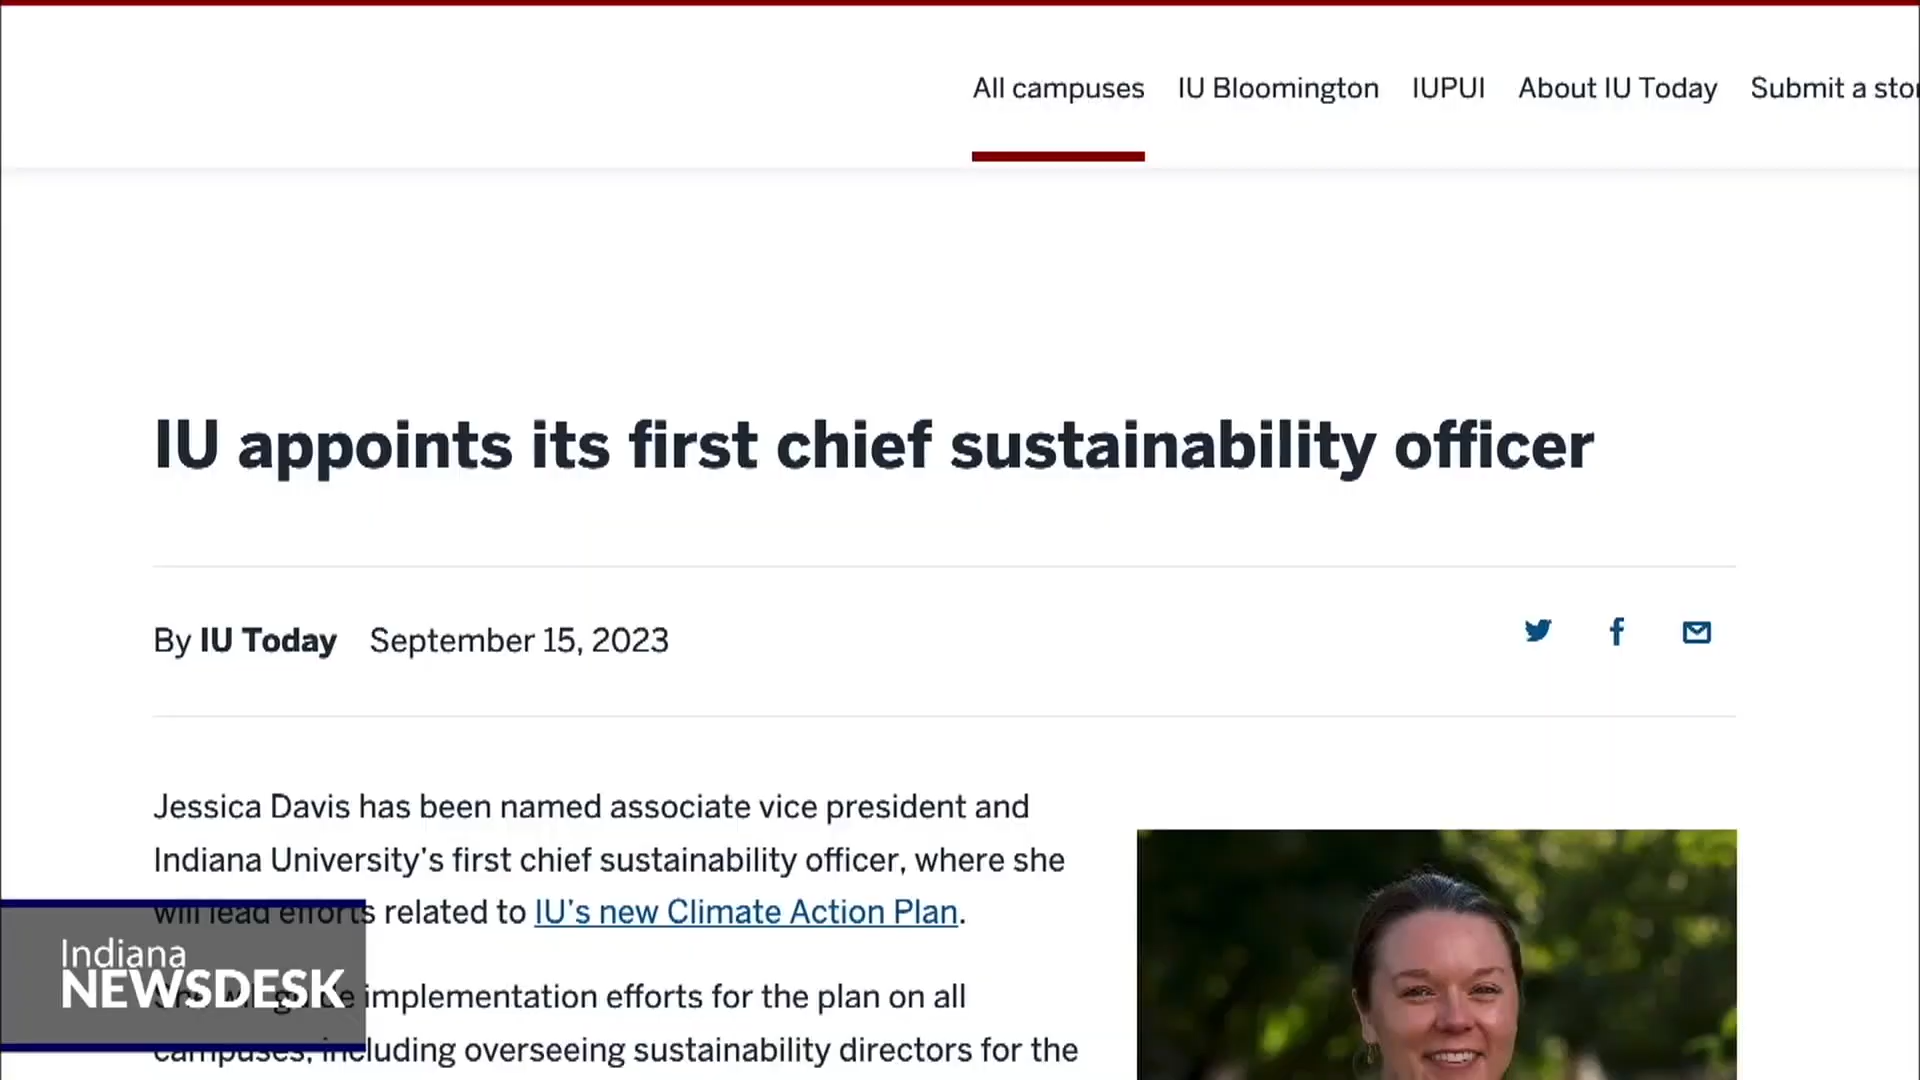 All campuses IU Bloomington IUPUI About IU Today Submit a stor
IU appoints its first chief sustainability officer
By IU Today September 15, 2023
Jessica Davis has been named associate vice president and
Indiana University’s first chief sustainability officer, where she
will lead efforts related to IU’s new Climate Action Plan.
implementation efforts for the plan on all
campuses, including overseeing sustainability directors for the
Indiana
NEWSDESK